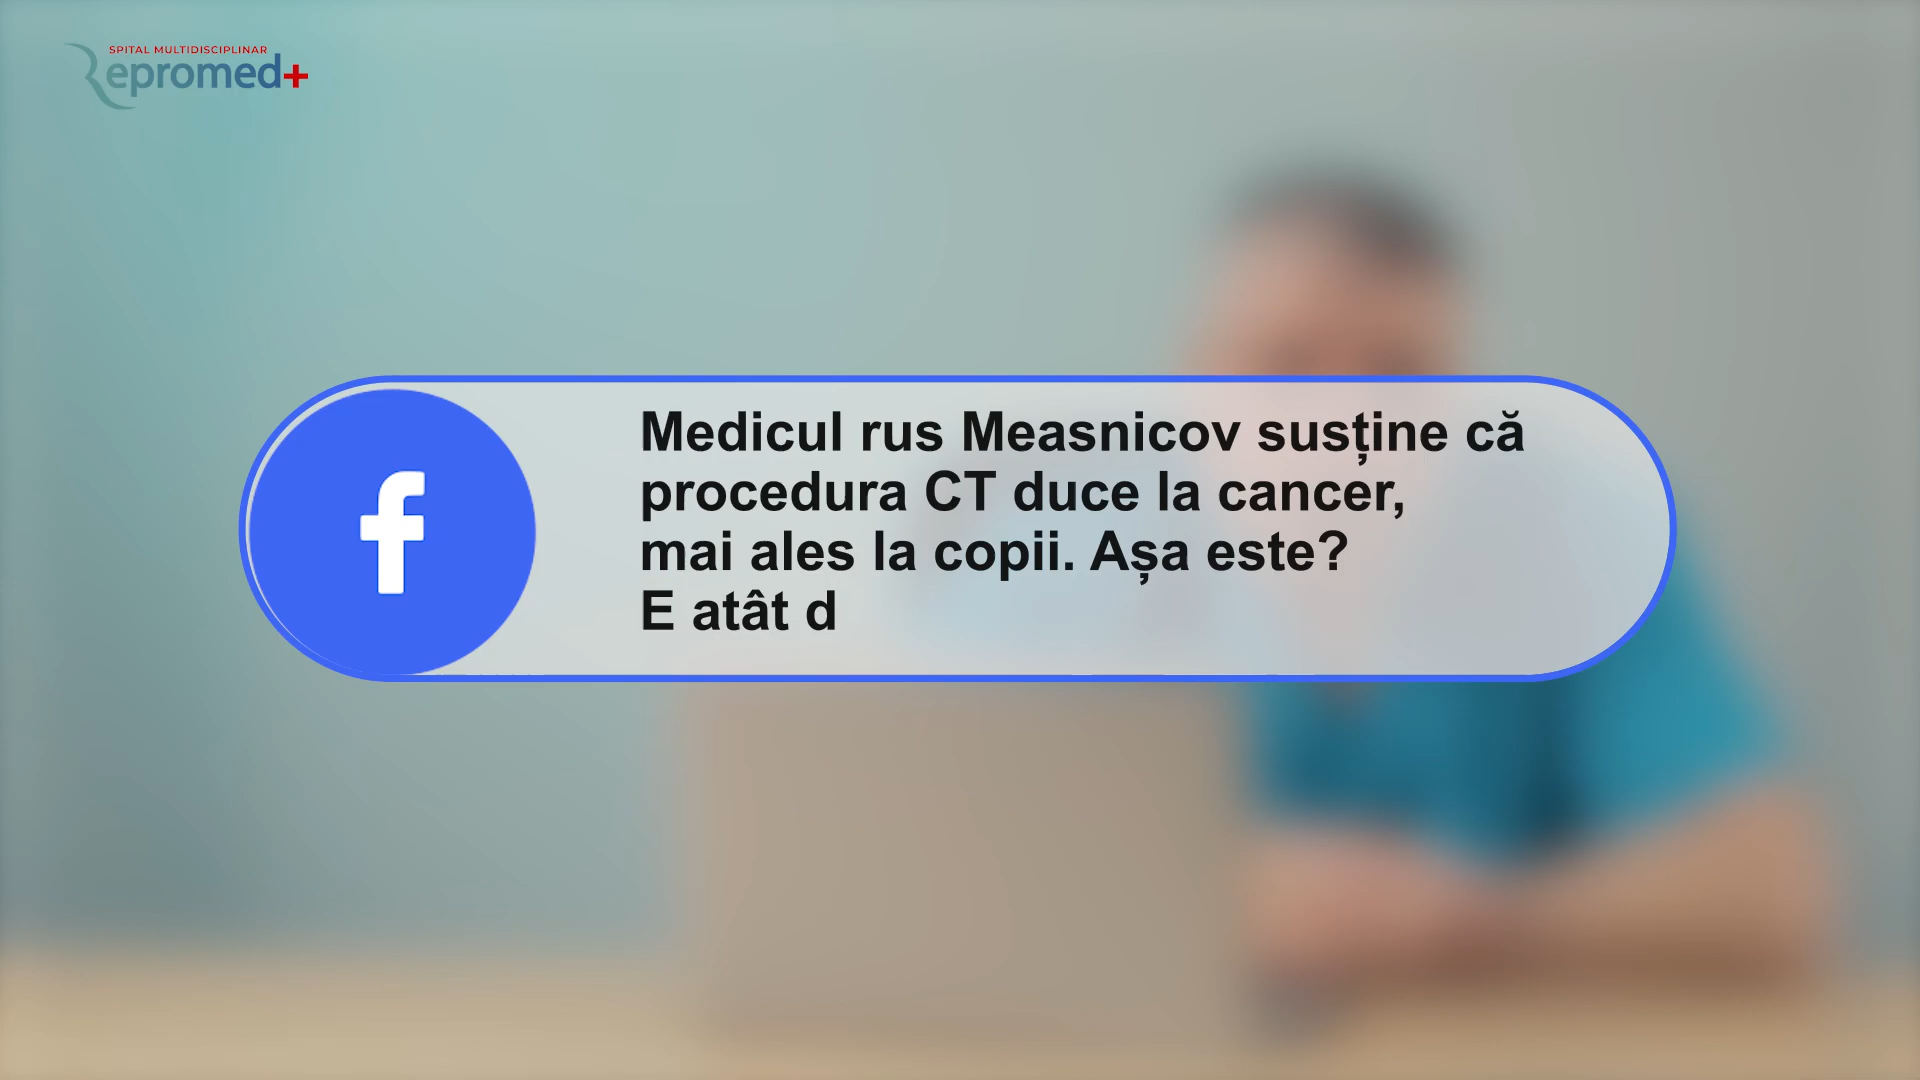 SPITAL MULTIDISCIPLINAR
Repromed+
Medicul rus Measnicov susține că
procedura CT duce la cancer,
mai ales la copii. Așa este?
E atât d